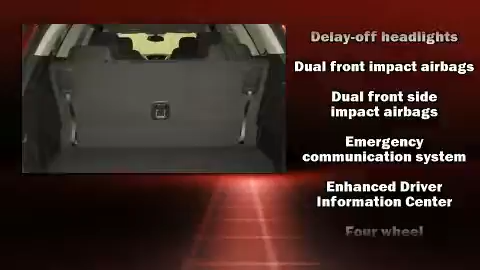 Delay-off headlights
Dual front impact airbags
Dual front side
impact airbags
Emergency
communication system
Enhanced Driver
Information Center
Four wheel